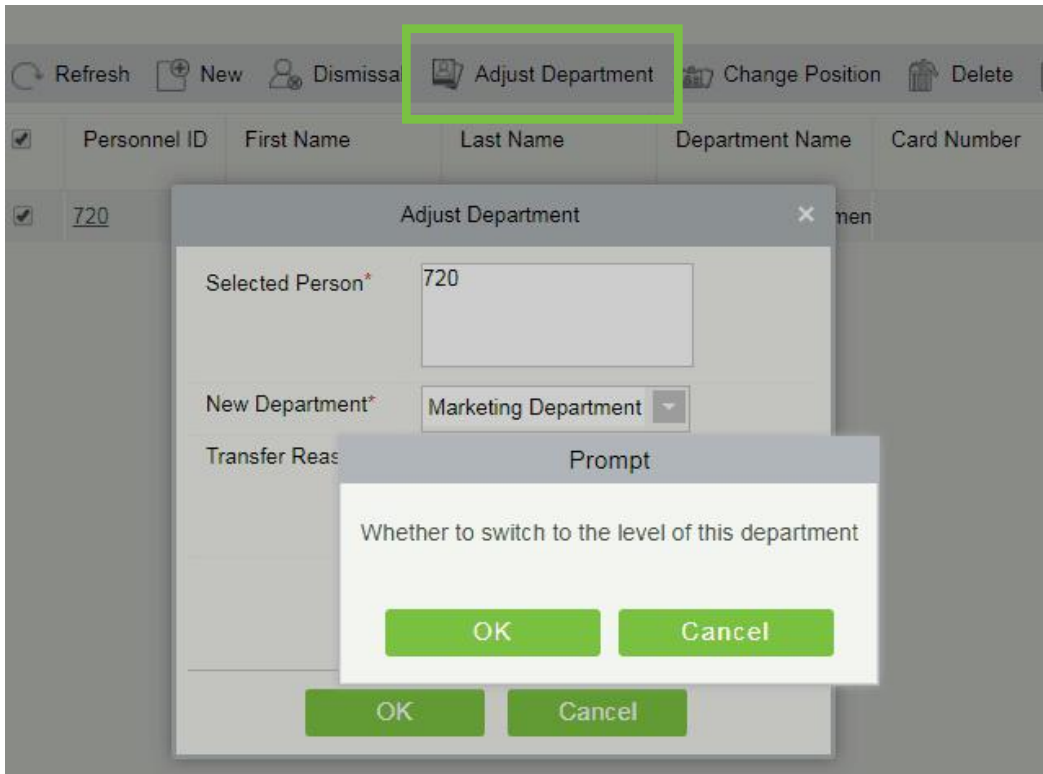 Refresh New Dismissal Adjust Department Change Position Delete
Personnel ID First Name Last Name Department Name Card Number
720
Adjust Department ×
Selected Person* 720
New Department* Marketing Department
Transfer Reas
Prompt
Whether to switch to the level of this department
OK Cancel
OK Cancel